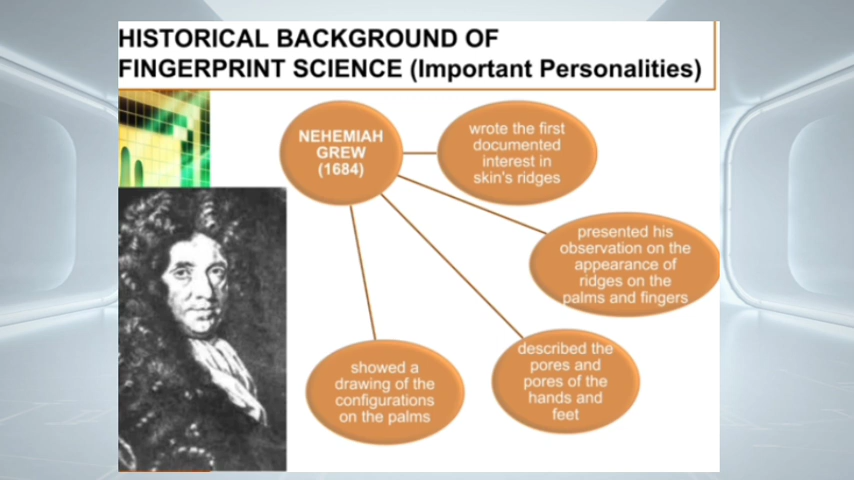 HISTORICAL BACKGROUND OF
FINGERPRINT SCIENCE (Important Personalities)
NEHEMIAH
GREW
(1684)
wrote the first
documented
interest in
skin's ridges
presented his
observation on the
appearance of
ridges on the
palms and fingers
described the
pores and
pores of the
hands and
feet
showed a
drawing of the
configurations
on the palms